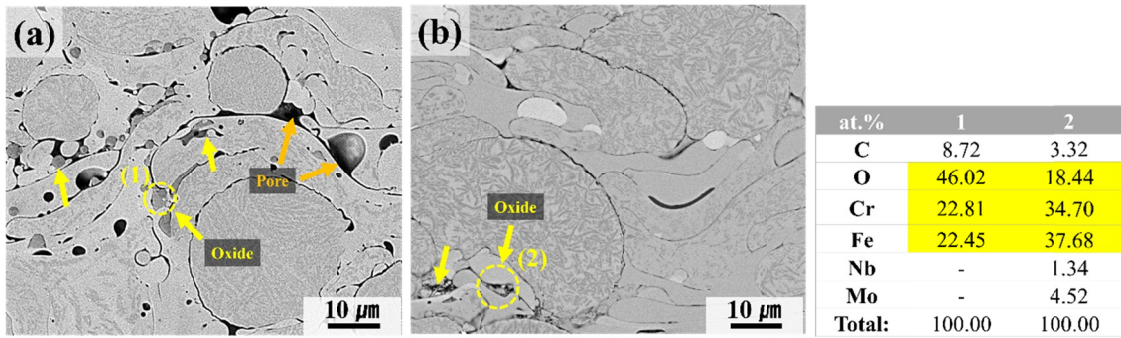 (a)
(1)
Pore
Oxide
10 μm
(b)
Oxide
(2)
10 μm
at.% 1 2
C 8.72 3.32
O 46.02 18.44
Cr 22.81 34.70
Fe 22.45 37.68
Nb - 1.34
Mo - 4.52
Total: 100.00 100.00